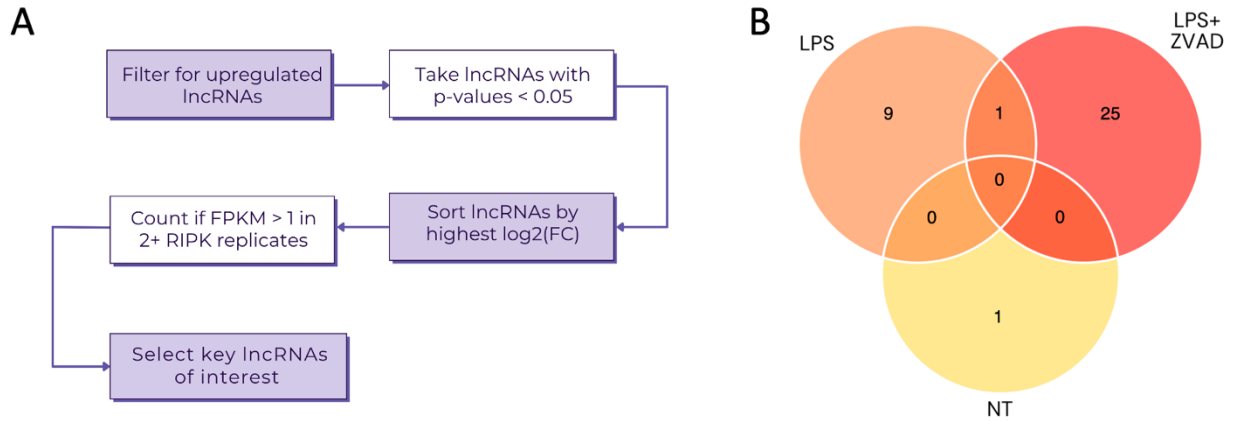 A
Filter for upregulated
lncRNAs
Take lncRNAs with
p-values < 0.05
Count if FPKM > 1 in
2+ RIPK replicates
Sort lncRNAs by
highest log2(FC)
Select key lncRNAs
of interest
B
LPS
LPS+
ZVAD
9
1
25
0
0
0
1
NT